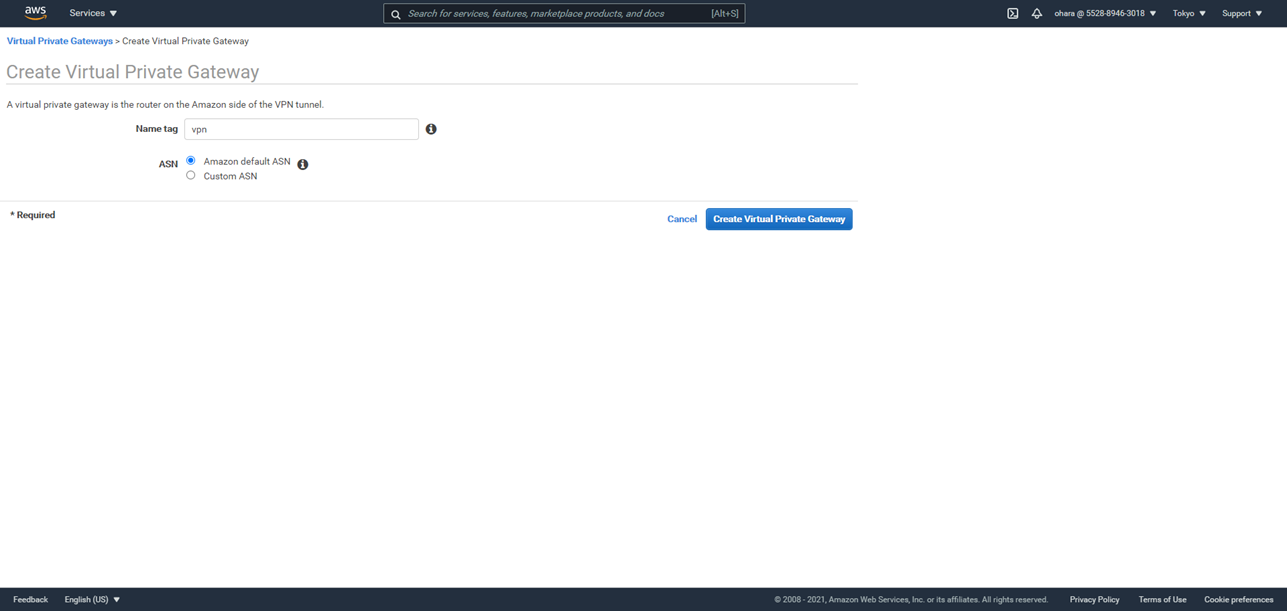 aws Services Search for services, features, marketplace products, and docs [Alt+S] ohara @ 5528-8946-3018 Tokyo Support
Virtual Private Gateways > Create Virtual Private Gateway
Create Virtual Private Gateway
A virtual private gateway is the router on the Amazon side of the VPN tunnel.
Name tag vpn
ASN Amazon default ASN
Custom ASN
* Required
Cancel Create Virtual Private Gateway
Feedback English (US) © 2008 - 2021, Amazon Web Services, Inc. or its affiliates. All rights reserved. Privacy Policy Terms of Use Cookie preferences